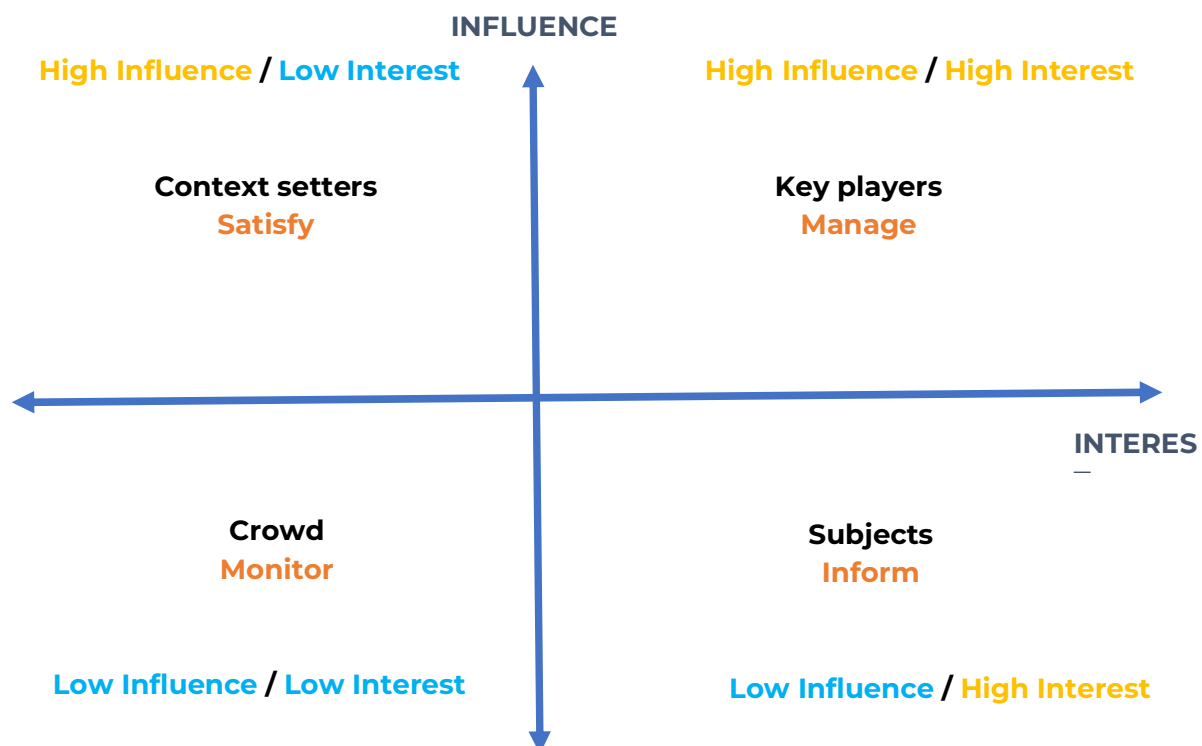 INFLUENCE
High Influence / Low Interest
High Influence / High Interest
Context setters
Satisfy
Key players
Manage
INTERES
Crowd
Monitor
Subjects
Inform
Low Influence / Low Interest
Low Influence / High Interest